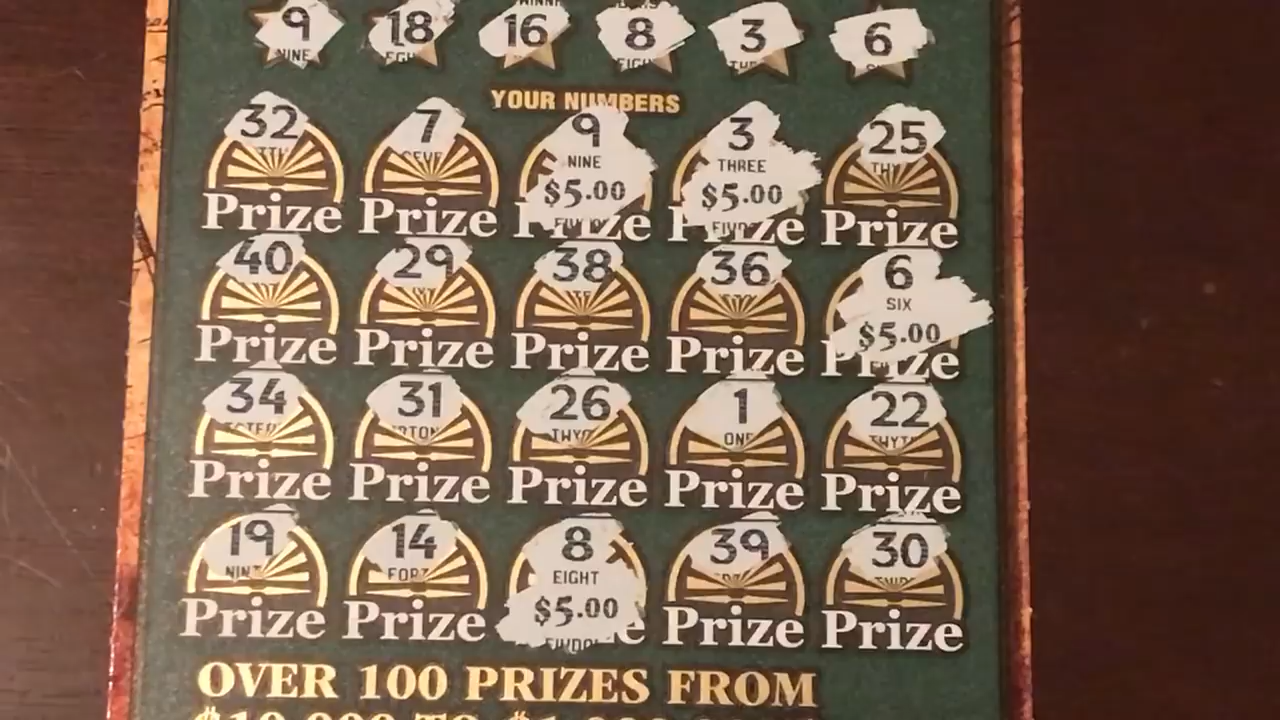 9 18 16 8 3 6
NINE
YOUR NUMBERS
32 7 9 3 25
NINE THREE
$5.00 $5.00
Prize Prize Prize Prize Prize
40 29 38 36 6
SIX
$5.00
Prize Prize Prize Prize Prize
34 31 26 1 22
ONE
Prize Prize Prize Prize Prize
19 14 8 39 30
EIGHT
$5.00
Prize Prize Prize Prize
OVER 100 PRIZES FROM